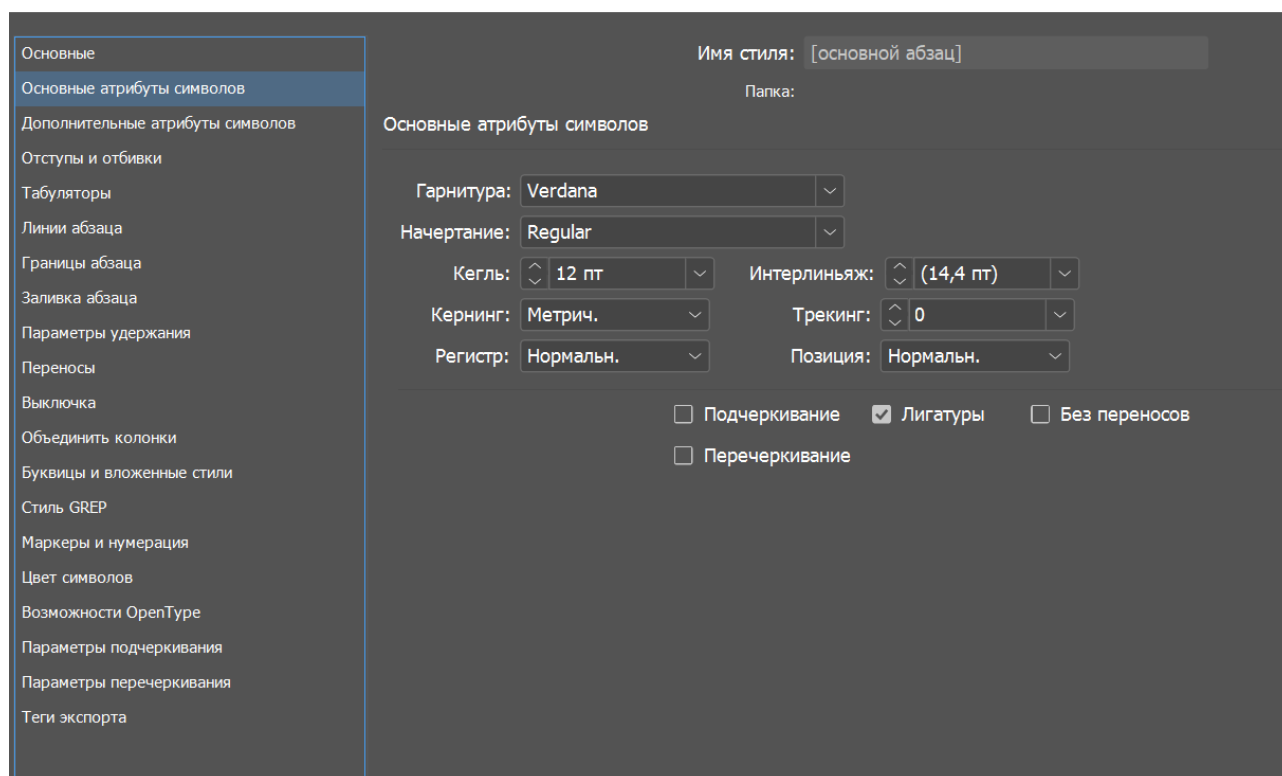 Основные
Основные атрибуты символов
Дополнительные атрибуты символов
Отступы и отбивки
Табуляторы
Линии абзаца
Границы абзаца
Заливка абзаца
Параметры удержания
Переносы
Выключка
Объединить колонки
Буквицы и вложенные стили
Стиль GREP
Маркеры и нумерация
Цвет символов
Возможности OpenType
Параметры подчеркивания
Параметры перечеркивания
Теги экспорта
Имя стиля: [основной абзац]
Папка:
Основные атрибуты символов
Гарнитура: Verdana
Начертание: Regular
Кегль: 12 пт Интерлиньяж: (14,4 пт)
Кернинг: Метрич. Трекинг: 0
Регистр: Нормальн. Позиция: Нормальн.
Подчеркивание Лигатуры Без переносов
Перечеркивание